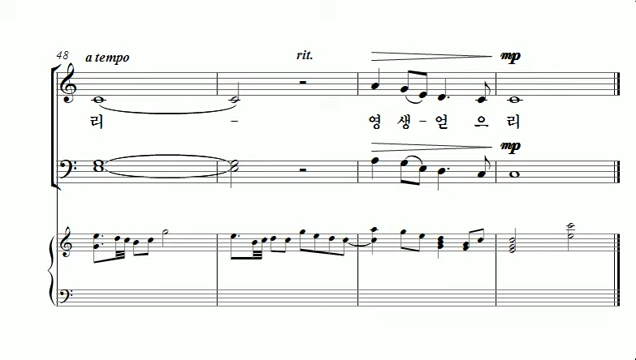 48 a tempo rit. mp
리 - 영 생 - 얻 으 리
mp